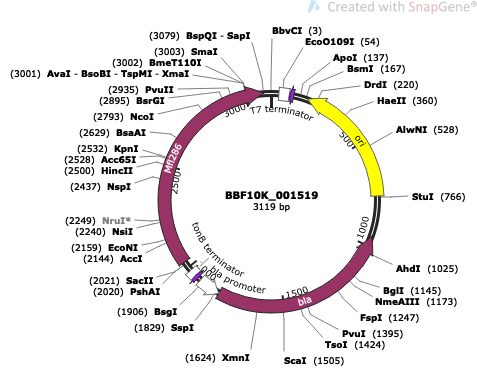 Created with SnapGene®
(3079) BspQI - SapI
BbvCI (3)
EcoO109I (54)
(3003) SmaI
ApoI (137)
(3002) BmeT110I
BsmI (167)
(3001) AvaI - BsoBI - TspMI - XmaI
DrdI (220)
(2935) PvuII
HaeII (360)
(2895) BsrGI
(2793) NcoI
AlwNI (528)
(2629) BsaAI
(2532) KpnI
(2528) Acc65I
(2500) HincII
(2437) NspI
StuI (766)
(2249) NruI*
(2240) NsiI
(2159) EcoNI
(2144) AccI
AhdI (1025)
(2021) SacII
(2020) PshAI
BglI (1145)
NmeAIII (1173)
(1906) BsgI
FspI (1247)
(1829) SspI
PvuI (1395)
TsoI (1424)
(1624) XmnI
ScaI (1505)
T7 terminator
ori
Mfl286
tonB terminator
bla promoter
bla
500
1000
1500
2500
3000
BBF10K_001519
3119 bp